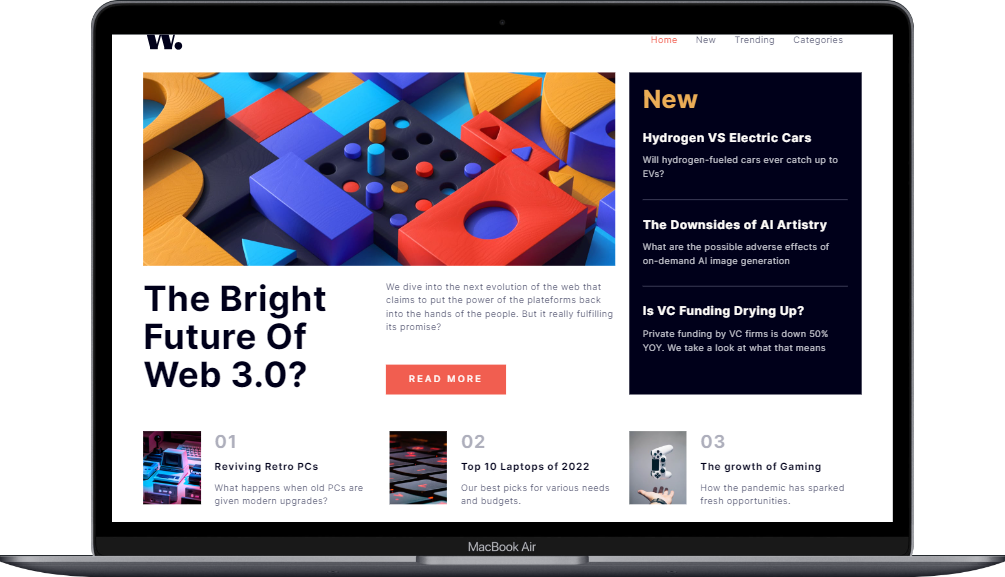 W.
Home New Trending Categories
New
Hydrogen VS Electric Cars
Will hydrogen-fueled cars ever catch up to
EVs?
The Downsides of AI Artistry
What are the possible adverse effects of
on-demand AI image generation
Is VC Funding Drying Up?
Private funding by VC firms is down 50%
YOY. We take a look at what that means
The Bright
Future Of
Web 3.0?
We dive into the next evolution of the web that
claims to put the power of the plateforms back
into the hands of the people. But it really fulfilling
its promise?
READ MORE
01
Reviving Retro PCs
What happens when old PCs are
given modern upgrades?
02
Top 10 Laptops of 2022
Our best picks for various needs
and budgets.
03
The growth of Gaming
How the pandemic has sparked
fresh opportunities.
MacBook Air